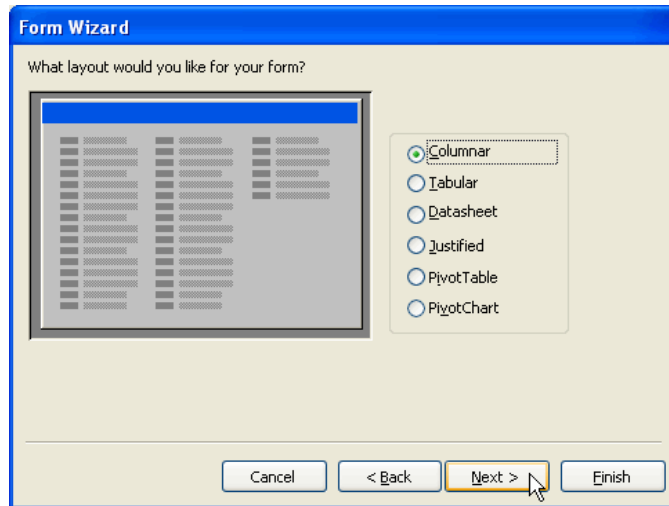 Form Wizard
What layout would you like for your form?
Columnar
Tabular
Datasheet
Justified
PivotTable
PivotChart
Cancel
< Back
Next >
Finish